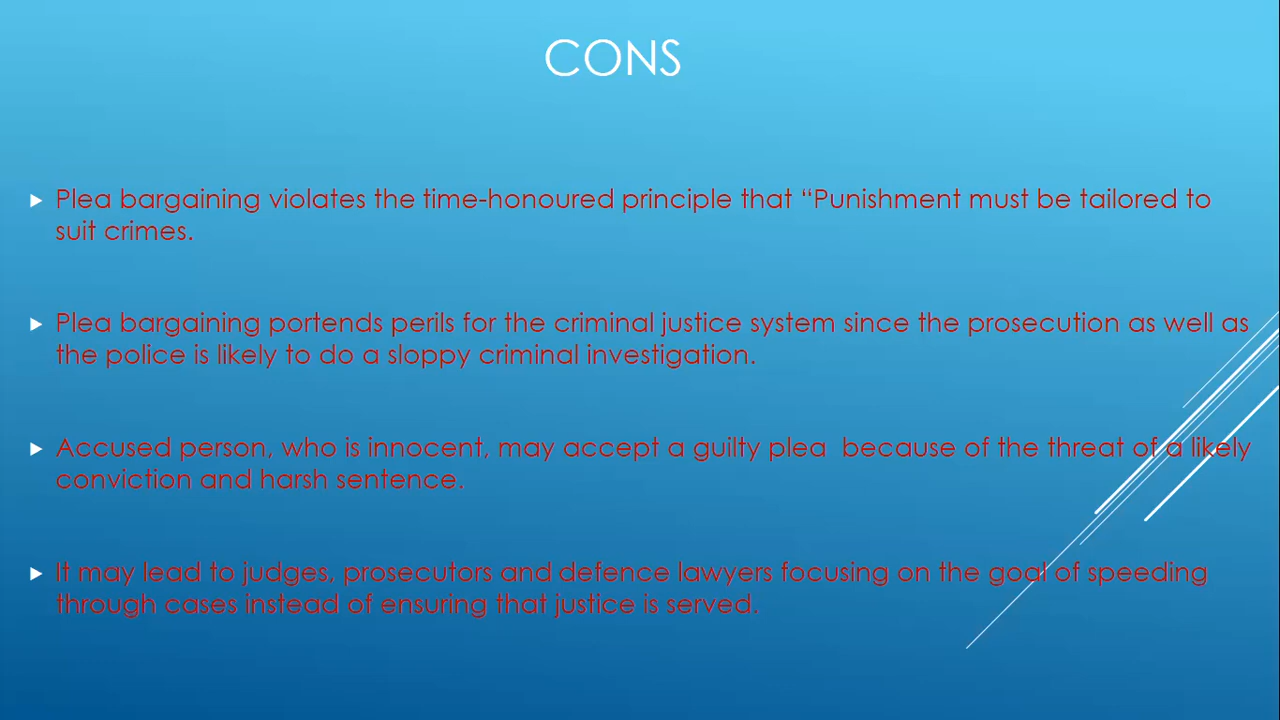 CONS
Plea bargaining violates the time-honoured principle that “Punishment must be tailored to
suit crimes.
Plea bargaining portends perils for the criminal justice system since the prosecution as well as
the police is likely to do a sloppy criminal investigation.
Accused person, who is innocent, may accept a guilty plea  because of the threat of a likely
conviction and harsh sentence.
It may lead to judges, prosecutors and defence lawyers focusing on the goal of speeding
through cases instead of ensuring that justice is served.